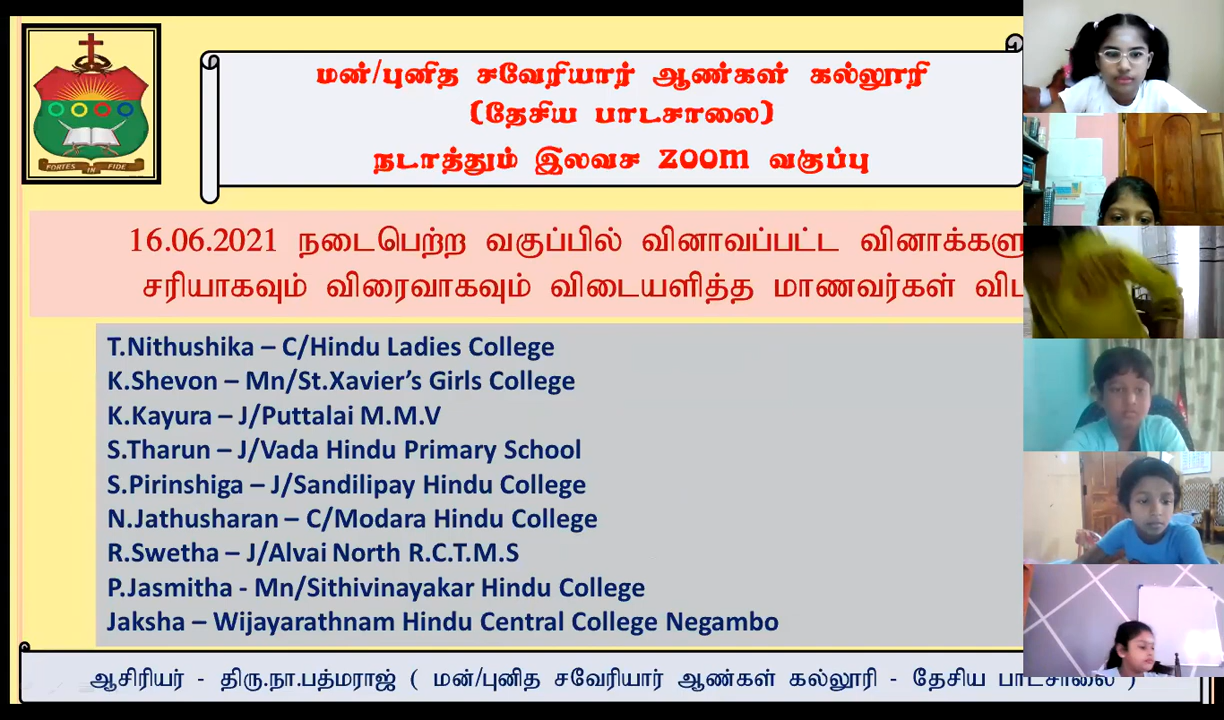 மன்/புனித சவேரியார் ஆண்கள் கல்லூரி
(தேசிய பாடசாலை)
நடாத்தும் இலவச ZOOM வகுப்பு
FORTES IN FIDE
16.06.2021 நடைபெற்ற வகுப்பில் வினாவப்பட்ட
சரியாகவும் விரைவாகவும் விடையளித்த மாணவர்கள்
T.Nithushika – C/Hindu Ladies College
K.Shevon – Mn/St.Xavier’s Girls College
K.Kayura – J/Puttalai M.M.V
S.Tharun – J/Vada Hindu Primary School
S.Pirinshiga – J/Sandilipay Hindu College
N.Jathusharan – C/Modara Hindu College
R.Swetha – J/Alvai North R.C.T.M.S
P.Jasmitha - Mn/Sithivinayakar Hindu College
Jaksha – Wijayarathnam Hindu Central College Negambo
ஆசிரியர் - திரு.நா.பத்மராஜ் ( மன்/புனித சவேரியார் ஆண்கள் கல்லூரி - தேசிய பாடசாலை )